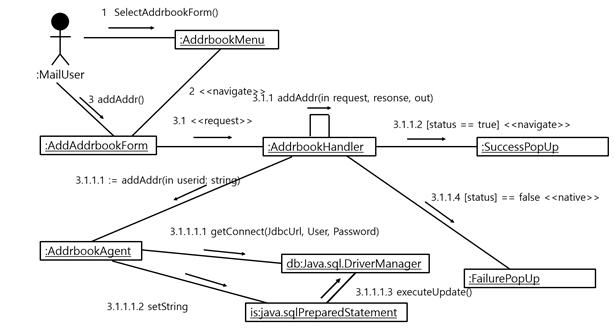 1 SelectAddrbookForm()
:AddrbookMenu
:MailUser
2 <<navigate>>
3 addAddr()
3.1.1 addAddr(in request, resonse, out)
3.1 <<request>>
3.1.1.2 [status == true] <<navigate>>
:AddAddrbookForm
:AddrbookHandler
:SuccessPopUp
3.1.1.1 := addAddr(in userid; string)
3.1.1.4 [status] == false <<native>>
3.1.1.1.1 getConnect(JdbcUrl, User, Password)
:AddrbookAgent
db:Java.sql.DriverManager
:FailurePopUp
3.1.1.1.3 executeUpdate()
3.1.1.1.2 setString
is:java.sqlPreparedStatement